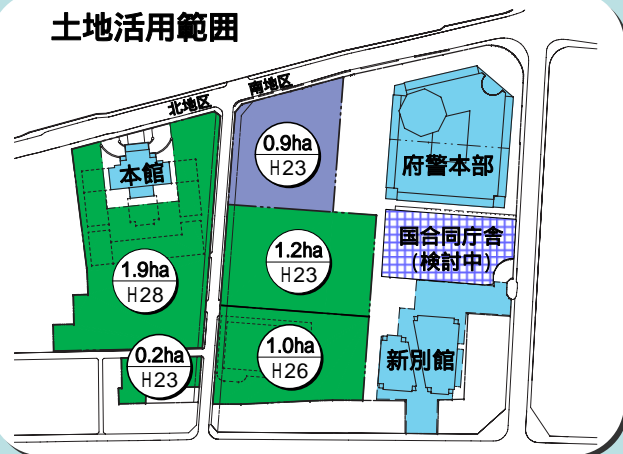 土地活用範囲
北地区
南地区
本館
0.9ha
H23
府警本部
1.2ha
H23
国合同庁舎
(検討中)
1.9ha
H28
0.2ha
H23
1.0ha
H26
新別館